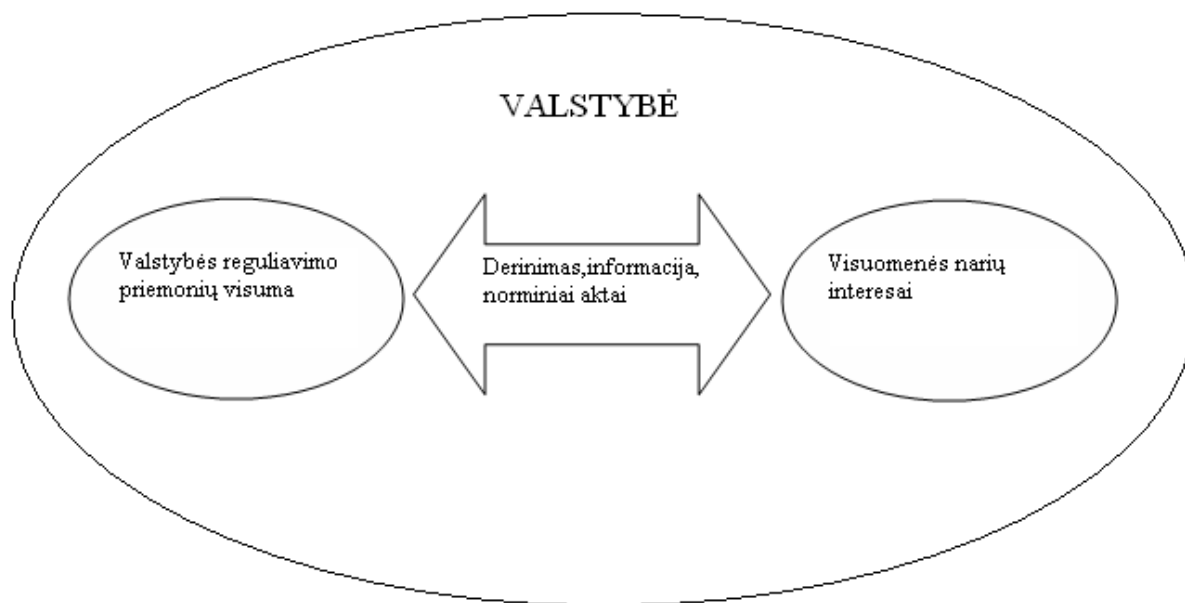 VALSTYBĖ
Valstybės reguliavimo
priemonių visuma
Derinimas,informacija,
norminiai aktai
Visuomenės narių
interesai